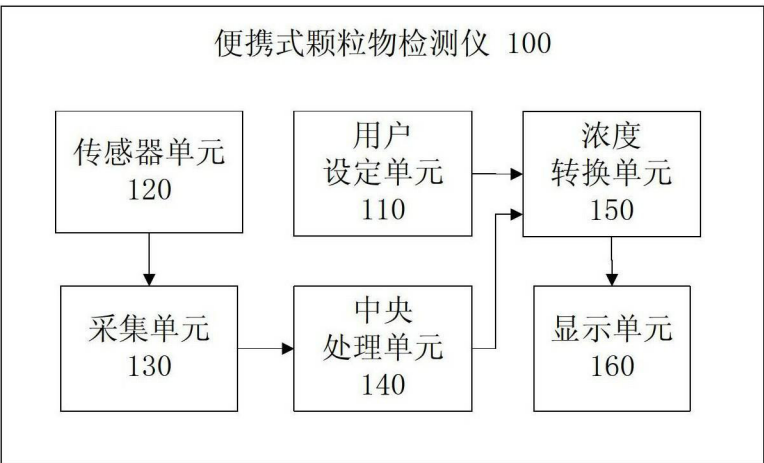 便携式颗粒物检测仪 100
传感器单元
120
用户
设定单元
110
浓度
转换单元
150
采集单元
130
中央
处理单元
140
显示单元
160